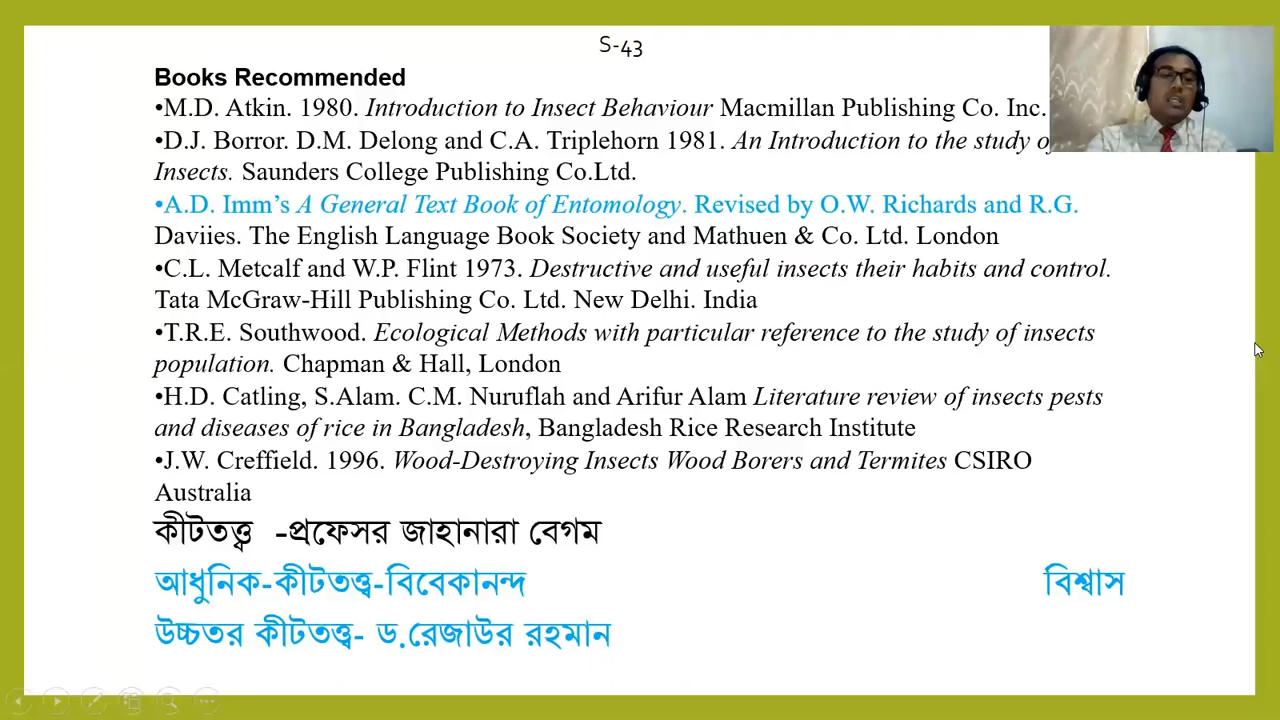 S-43
Books Recommended
•M.D. Atkin. 1980. Introduction to Insect Behaviour Macmillan Publishing Co. Inc.
•D.J. Borror. D.M. Delong and C.A. Triplehorn 1981. An Introduction to the study of
Insects. Saunders College Publishing Co.Ltd.
•A.D. Imm’s A General Text Book of Entomology. Revised by O.W. Richards and R.G.
Daviies. The English Language Book Society and Mathuen & Co. Ltd. London
•C.L. Metcalf and W.P. Flint 1973. Destructive and useful insects their habits and control.
Tata McGraw-Hill Publishing Co. Ltd. New Delhi. India
•T.R.E. Southwood. Ecological Methods with particular reference to the study of insects
population. Chapman & Hall, London
•H.D. Catling, S.Alam. C.M. Nuruflah and Arifur Alam Literature review of insects pests
and diseases of rice in Bangladesh, Bangladesh Rice Research Institute
•J.W. Creffield. 1996. Wood-Destroying Insects Wood Borers and Termites CSIRO
Australia
কীটতত্ত্ব -প্রফেসর জাহানারা বেগম
আধুনিক-কীটতত্ত্ব-বিবেকানন্দ বিশ্বাস
উচ্চতর কীটতত্ত্ব- ড.রেজাউর রহমান